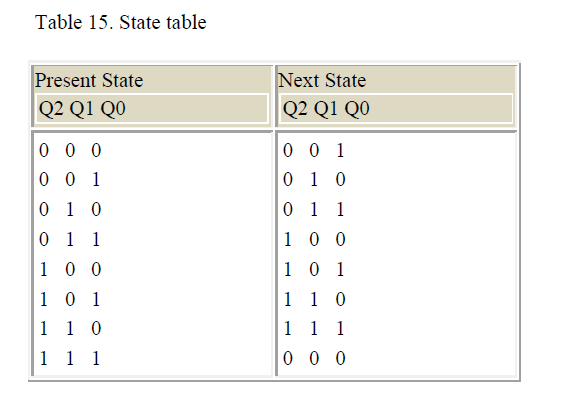 Table 15. State table
Present State Next State
Q2 Q1 Q0 Q2 Q1 Q0
0 0 0 0 0 1
0 0 1 0 1 0
0 1 0 0 1 1
0 1 1 1 0 0
1 0 0 1 0 1
1 0 1 1 1 0
1 1 0 1 1 1
1 1 1 0 0 0